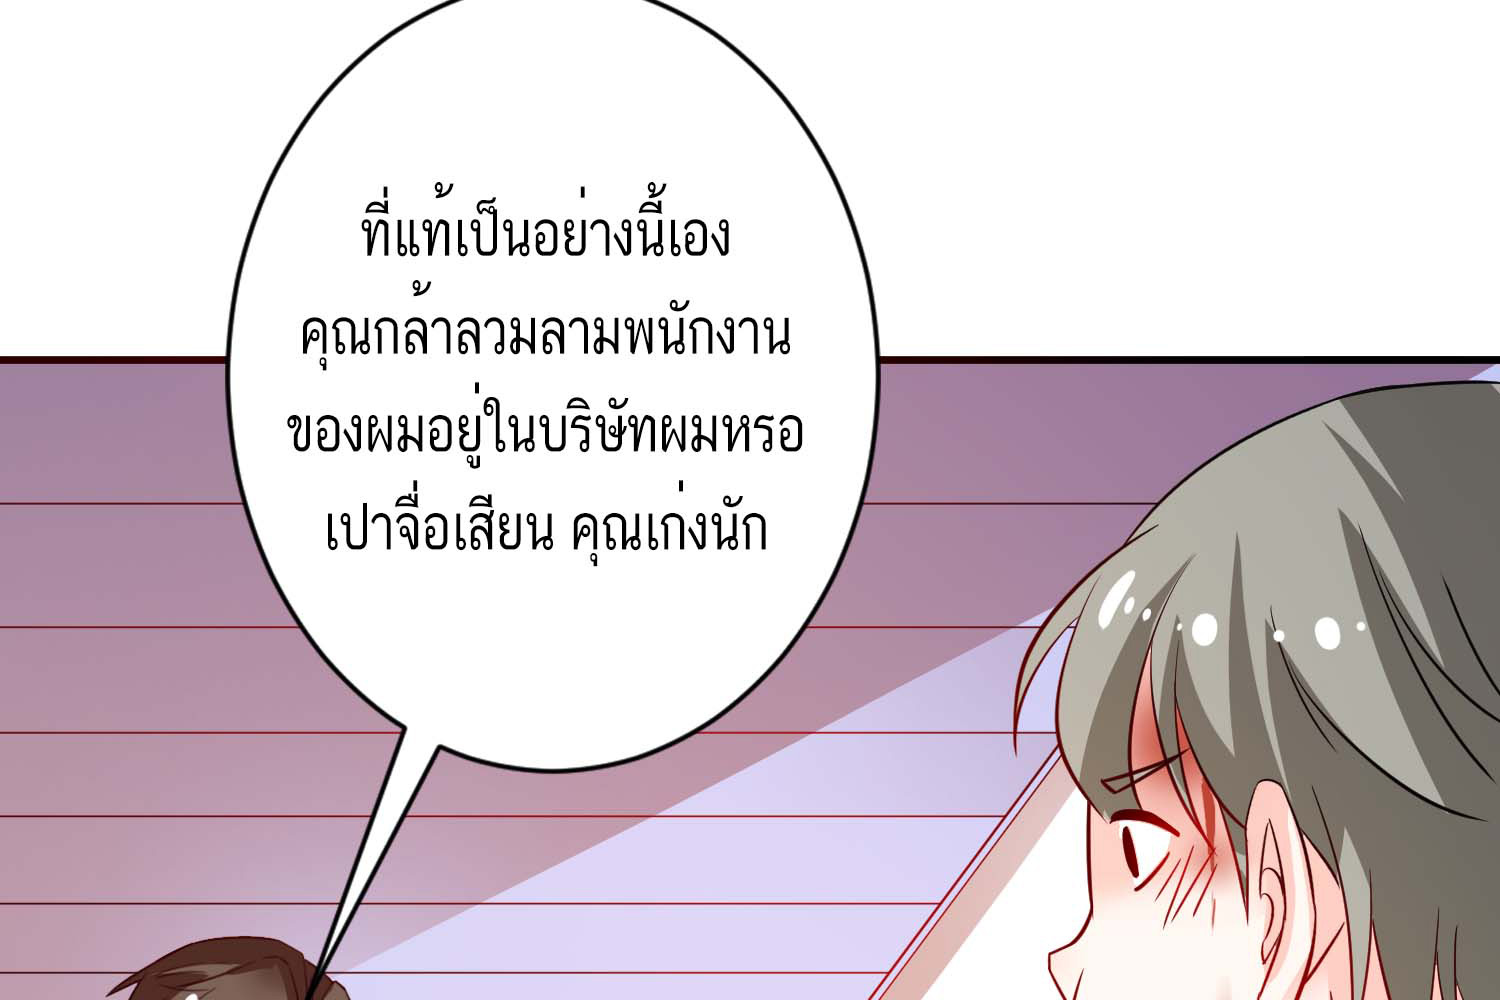 ที่แท้เป็นอย่างนี้เอง
คุณกล้าลวมลามพนักงาน
ของผมอยู่ในบริษัทผมหรอ
เปาจื่อเสียน คุณเก่งนัก